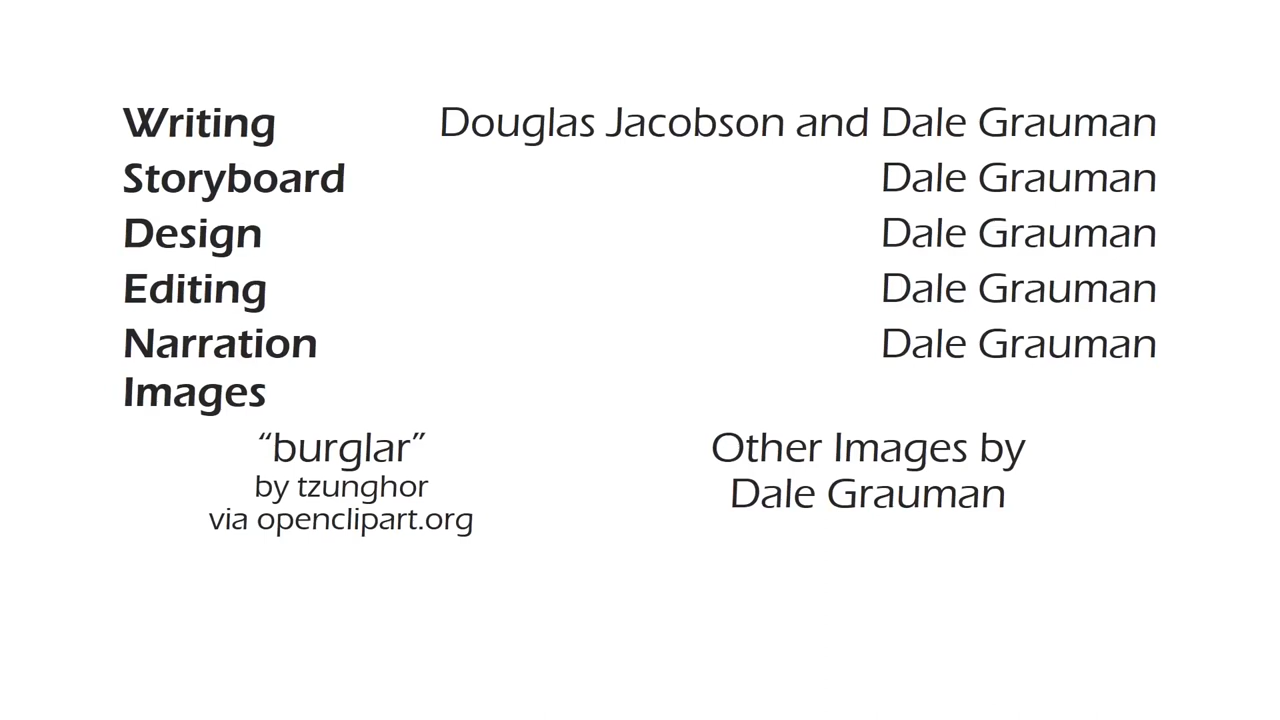 Writing Douglas Jacobson and Dale Grauman
Storyboard Dale Grauman
Design Dale Grauman
Editing Dale Grauman
Narration Dale Grauman
Images
“burglar”
by tzunghor
via openclipart.org
Other Images by
Dale Grauman